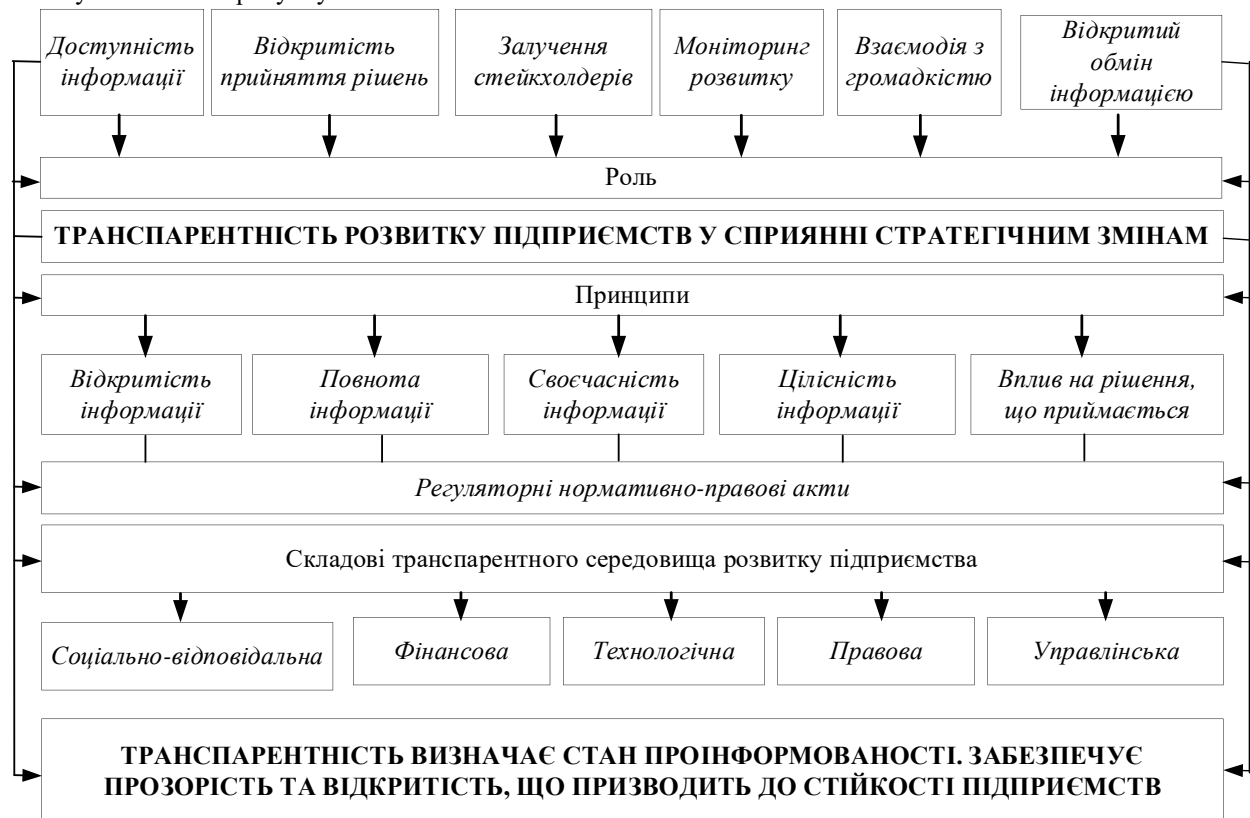 Доступність
інформації
Відкритість
прийняття рішень
Залучення
стейкхолдерів
Моніторинг
розвитку
Взаємодія з
громадкістю
Відкритий
обмін
інформацією
Роль
ТРАНСПАРЕНТНІСТЬ РОЗВИТКУ ПІДПРИЄМСТВ У СПРИЯННІ СТРАТЕГІЧНИМ ЗМІНАМ
Принципи
Відкритість
інформації
Повнота
інформації
Своєчасність
інформації
Цілісність
інформації
Вплив на рішення,
що приймається
Регуляторні нормативно-правові акти
Складові транспарентного середовища розвитку підприємства
Соціально-відповідальна
Фінансова
Технологічна
Правова
Управлінська
ТРАНСПАРЕНТНІСТЬ ВИЗНАЧАЄ СТАН ПРОІНФОРМОВАНОСТІ. ЗАБЕЗПЕЧУЄ
ПРОЗОРІСТЬ ТА ВІДКРИТІСТЬ, ЩО ПРИЗВОДИТЬ ДО СТІЙКОСТІ ПІДПРИЄМСТВ